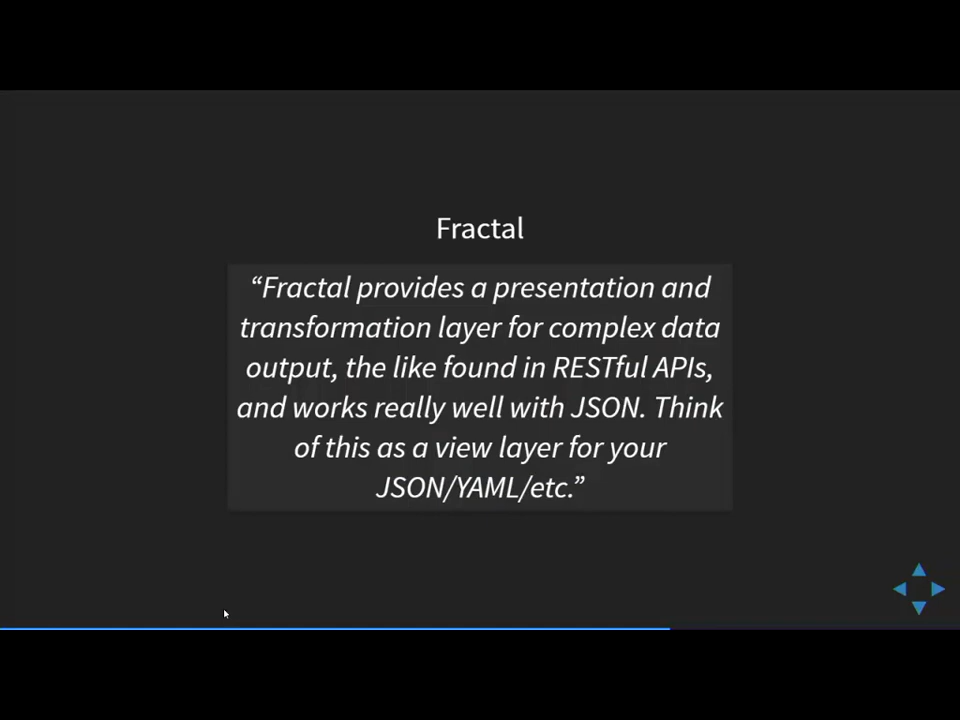 Fractal
“Fractal provides a presentation and
transformation layer for complex data
output, the like found in RESTful APIs,
and works really well with JSON. Think
of this as a view layer for your
JSON/YAML/etc.”